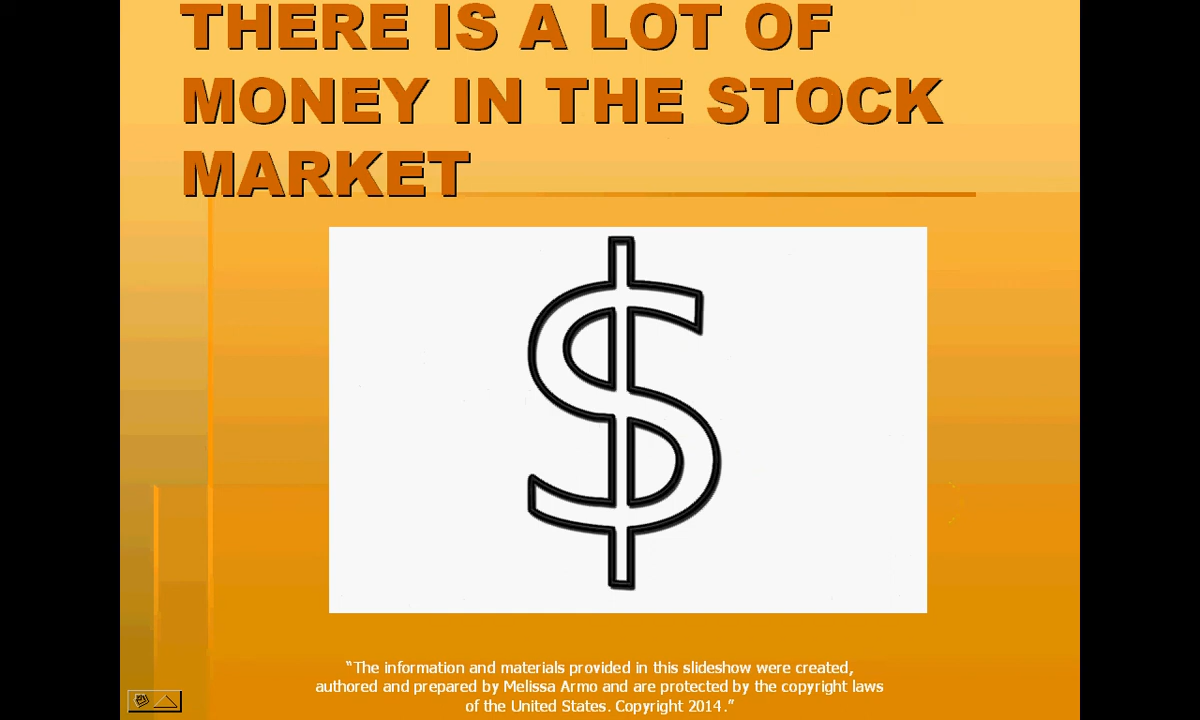 THERE IS A LOT OF
MONEY IN THE STOCK
MARKET
$
“The information and materials provided in this slideshow were created,
authored and prepared by Melissa Armo and are protected by the copyright laws
of the United States. Copyright 2014.”